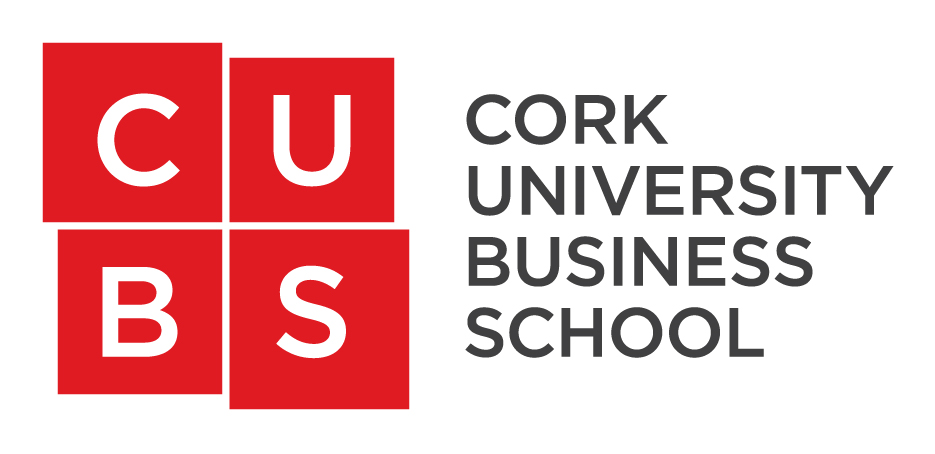 C U
B S
CORK
UNIVERSITY
BUSINESS
SCHOOL